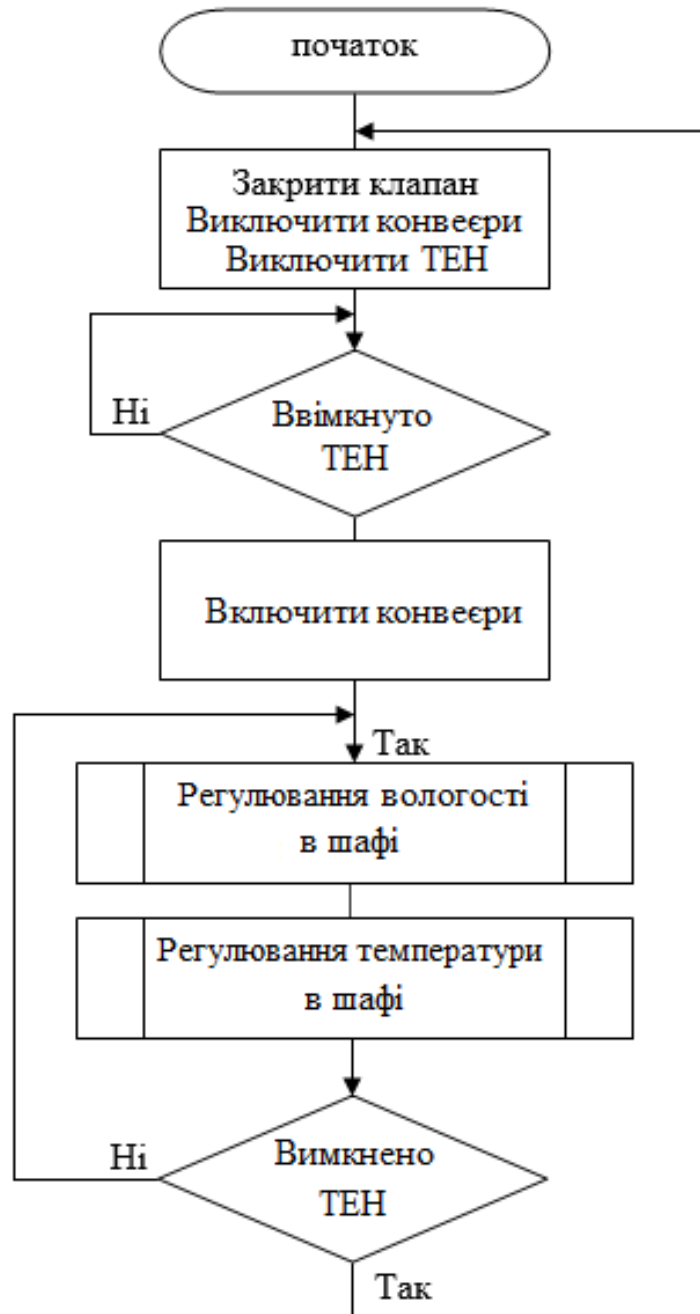 початок
Закрити клапан
Виключити конвеєри
Виключити ТЕН
Ні
Ввімкнуто
ТЕН
Включити конвеєри
Так
Регулювання вологості
в шафі
Регулювання температури
в шафі
Ні
Вимкнено
ТЕН
Так